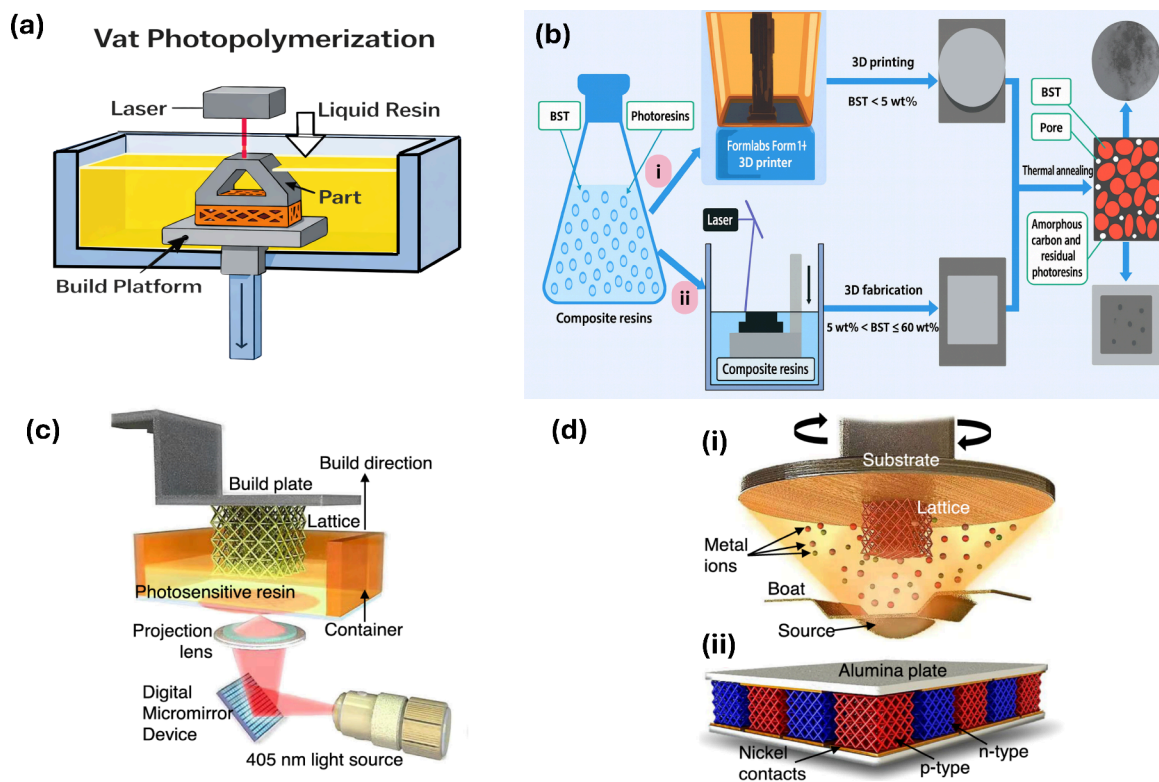 (a)
Vat Photopolymerization
Laser
Liquid Resin
Part
Build Platform
(b)
BST
Photoresins
i
ii
Composite resins
Formlabs Form 1+
3D printer
Laser
Composite resins
3D printing
BST < 5 wt%
3D fabrication
5 wt% < BST ≤ 60 wt%
BST
Pore
Thermal annealing
Amorphous
carbon and
residual
photoresins
(c)
Build direction
Build plate
Lattice
Photosensitive resin
Projection
lens
Container
Digital
Micromirror
Device
405 nm light source
(d)
(i)
Substrate
Lattice
Metal
ions
Boat
Source
(ii)
Alumina plate
Nickel
contacts
p-type
n-type